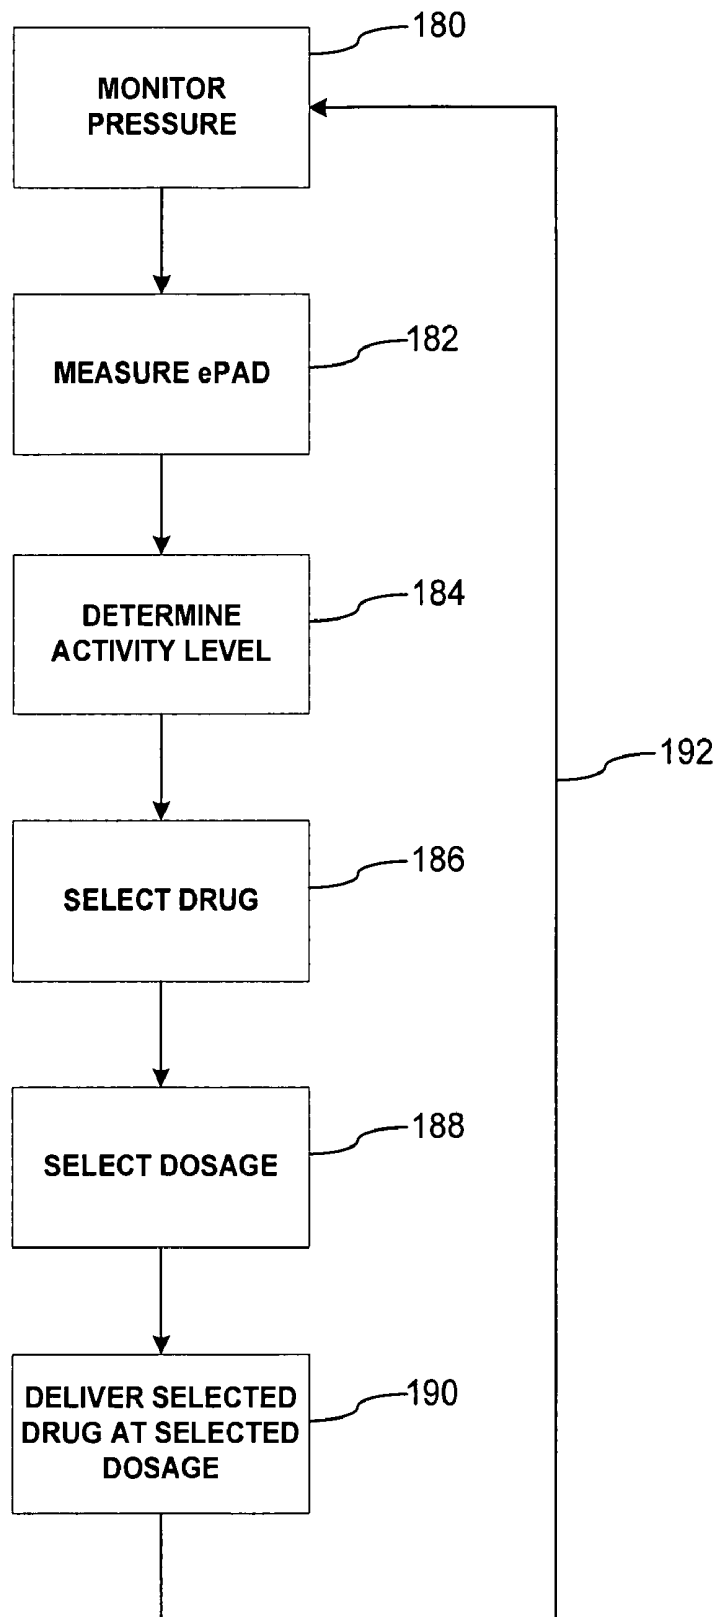 180
MONITOR
PRESSURE
182
MEASURE ePAD
184
DETERMINE
ACTIVITY LEVEL
192
186
SELECT DRUG
188
SELECT DOSAGE
190
DELIVER SELECTED
DRUG AT SELECTED
DOSAGE